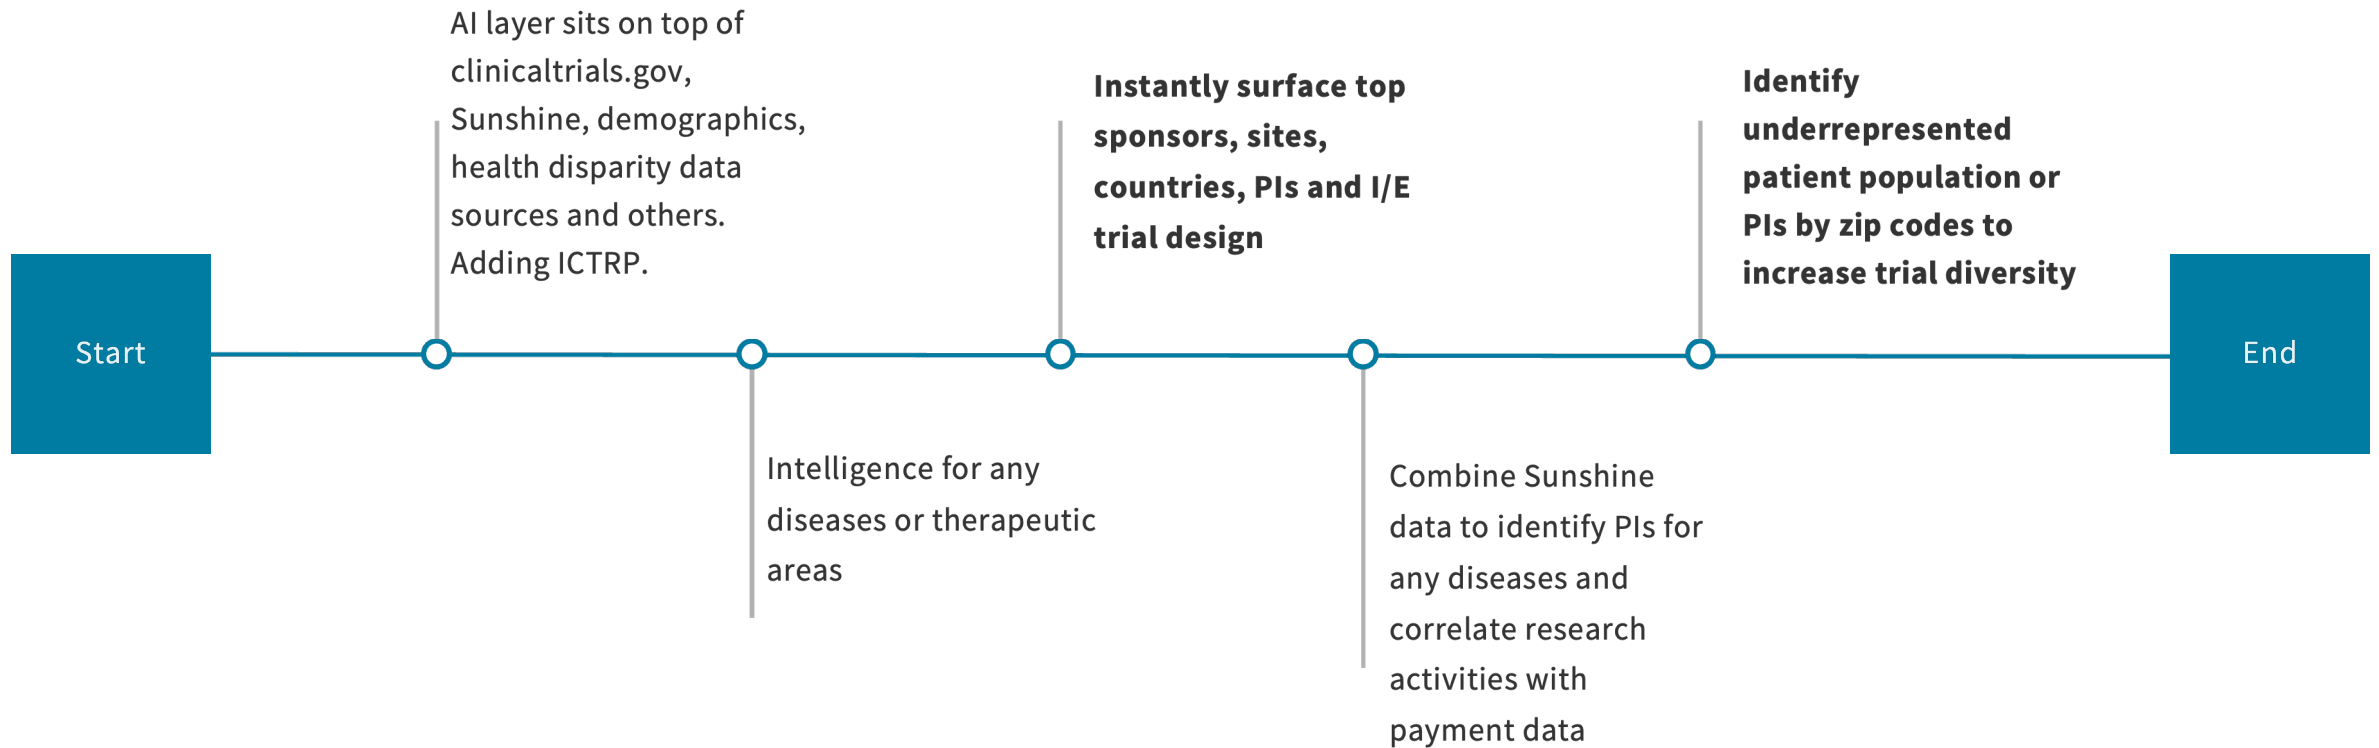 Start
AI layer sits on top of
clinicaltrials.gov,
Sunshine, demographics,
health disparity data
sources and others.
Adding ICTRP.
Intelligence for any
diseases or therapeutic
areas
Instantly surface top
sponsors, sites,
countries, PIs and I/E
trial design
Combine Sunshine
data to identify PIs for
any diseases and
correlate research
activities with
payment data
Identify
underrepresented
patient population or
PIs by zip codes to
increase trial diversity
End